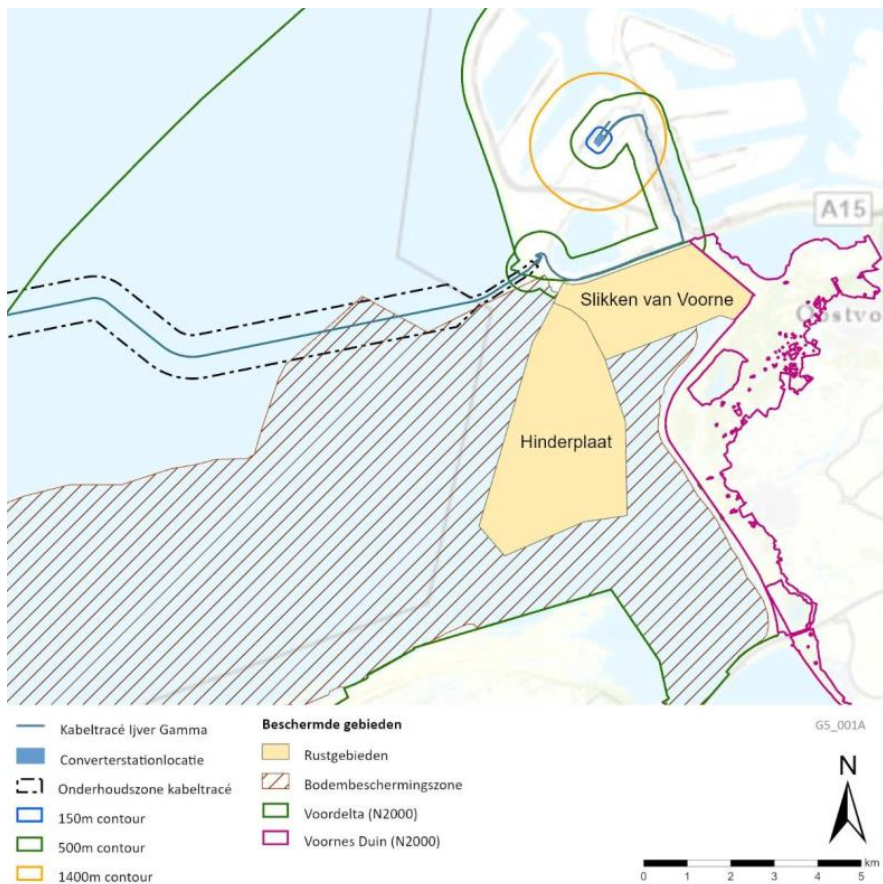 A15
Slikken van Voorne
Oostvo
Hinderplaat
Kabeltracé Ijver Gamma
Converterstationlocatie
Onderhoudszone kabeltracé
150m contour
500m contour
1400m contour
Beschermde gebieden
Rustgebieden
Bodembeschermingszone
Voordelta (N2000)
Voornes Duin (N2000)
G5_001A
N
km
0 1 2 3 4 5